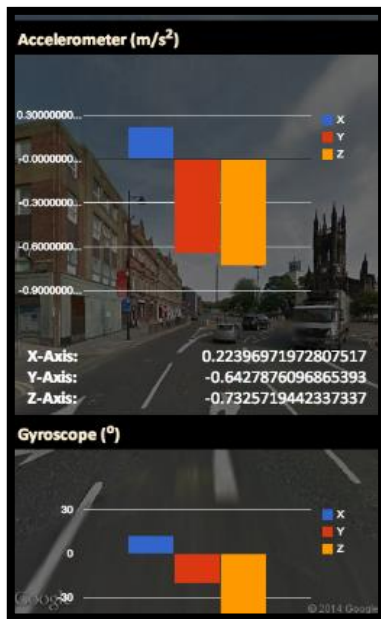 Accelerometer (m/s²)
0.30000000...
X
Y
-0.0000000...
Z
-0.3000000...
-0.6000000...
-0.9000000...
X-Axis: 0.22396971972807517
Y-Axis: -0.6427876096865393
Z-Axis: -0.7325719442337337
Gyroscope (°)
30
X
Y
0
Z
-30
Google
© 2014 Google